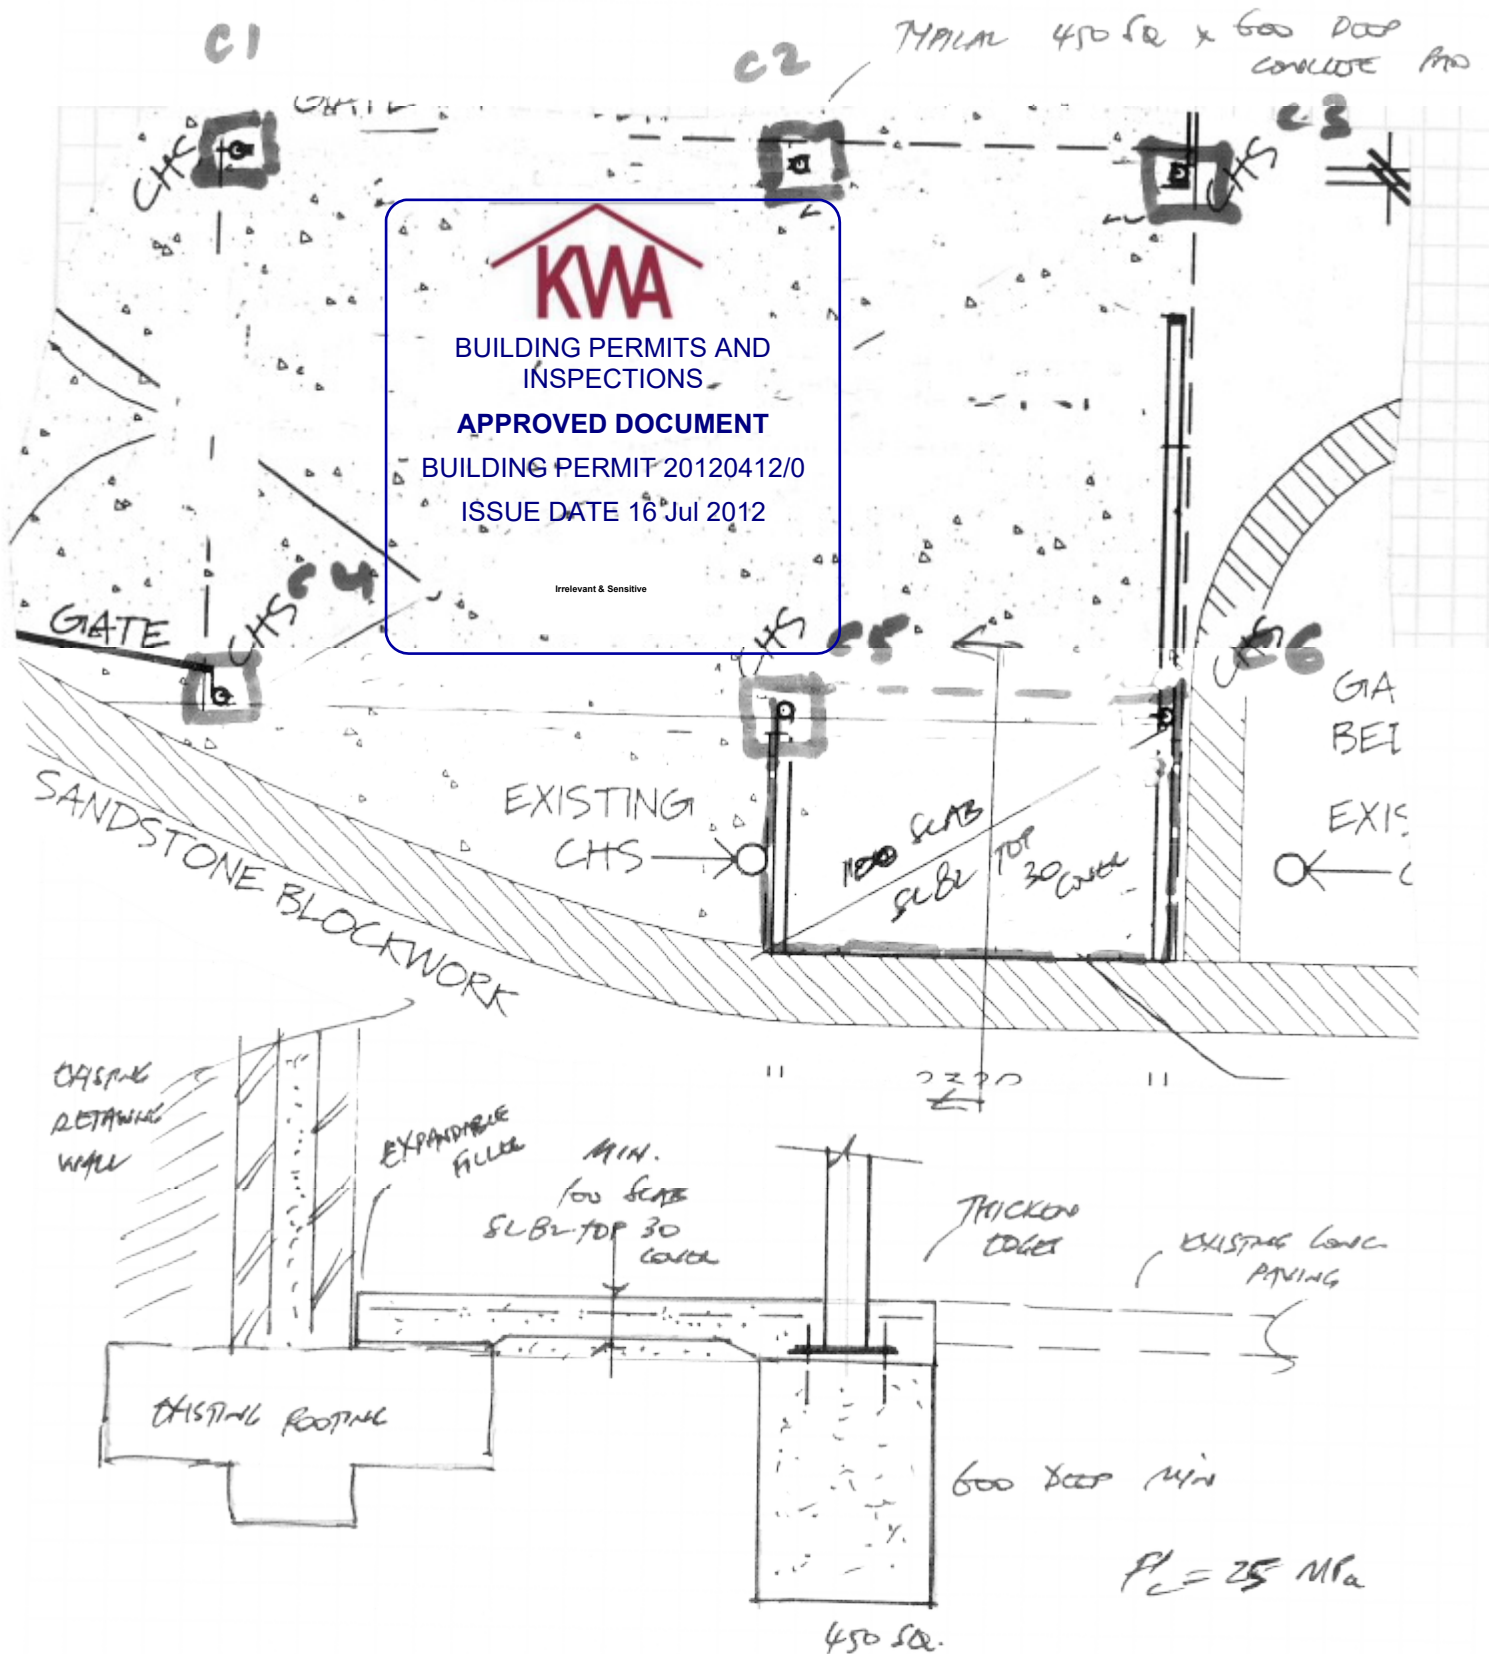 C1
C2
TYPICAL 450 SQ x 600 DEEP
CONCRETE PAD
C3
GATE
CHS
CHS
KWA
BUILDING PERMITS AND
INSPECTIONS
APPROVED DOCUMENT
BUILDING PERMIT 20120412/0
ISSUE DATE 16 Jul 2012
Irrelevant & Sensitive
C4
GATE
CHS
CHS
C5
CHS
C6
GA
BEI
EXISTING
CHS
EXIS
C
SLAB
SL82 TOP
30 COVER
SANDSTONE BLOCKWORK
EXISTING
RETAINING
WALL
EXPANDABLE
FILLER
MIN.
100 SLAB
SL82 TOP 30
COVER
THICKEN
EDGES
EXISTING CONC.
PAVING
EXISTING FOOTING
600 DEEP MIN
F'c = 25 MPa
450 SQ.